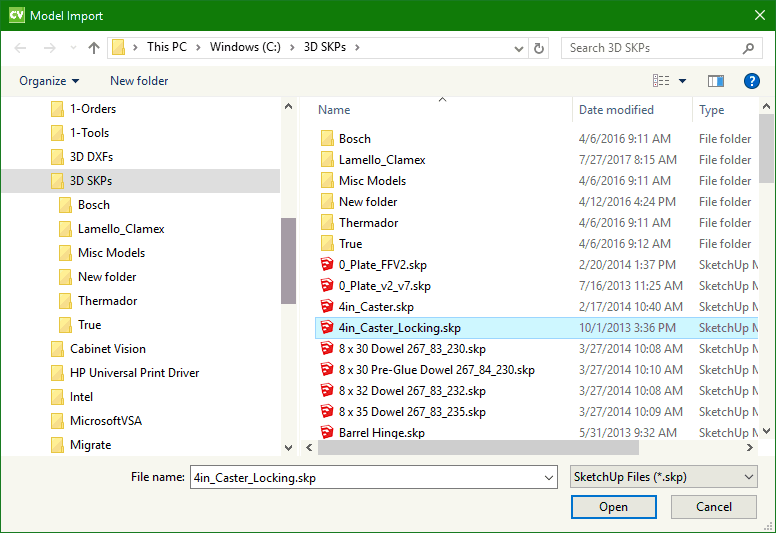 CV Model Import
This PC > Windows (C:) > 3D SKPs >
Search 3D SKPs
Organize New folder
1-Orders
1-Tools
3D DXFs
3D SKPs
Bosch
Lamello_Clamex
Misc Models
New folder
Thermador
True
Cabinet Vision
HP Universal Print Driver
Intel
MicrosoftVSA
Migrate
Name Date modified Type
Bosch 4/6/2016 9:11 AM File folder
Lamello_Clamex 7/27/2017 8:15 AM File folder
Misc Models 4/6/2016 9:11 AM File folder
New folder 4/12/2016 4:24 PM File folder
Thermador 4/6/2016 9:11 AM File folder
True 4/6/2016 9:12 AM File folder
0_Plate_FFV2.skp 2/20/2014 1:37 PM SketchUp M
0_Plate_v2_v7.skp 7/16/2013 11:25 AM SketchUp M
4in_Caster.skp 2/17/2014 10:40 AM SketchUp M
4in_Caster_Locking.skp 10/1/2013 3:36 PM SketchUp M
8 x 30 Dowel 267_83_230.skp 3/27/2014 10:08 AM SketchUp M
8 x 30 Pre-Glue Dowel 267_84_230.skp 3/27/2014 10:10 AM SketchUp M
8 x 32 Dowel 267_83_232.skp 3/27/2014 10:08 AM SketchUp M
8 x 35 Dowel 267_83_235.skp 3/27/2014 10:09 AM SketchUp M
Barrel Hinge.skp 5/31/2013 9:32 AM SketchUp M
File name: 4in_Caster_Locking.skp SketchUp Files (*.skp)
Open Cancel